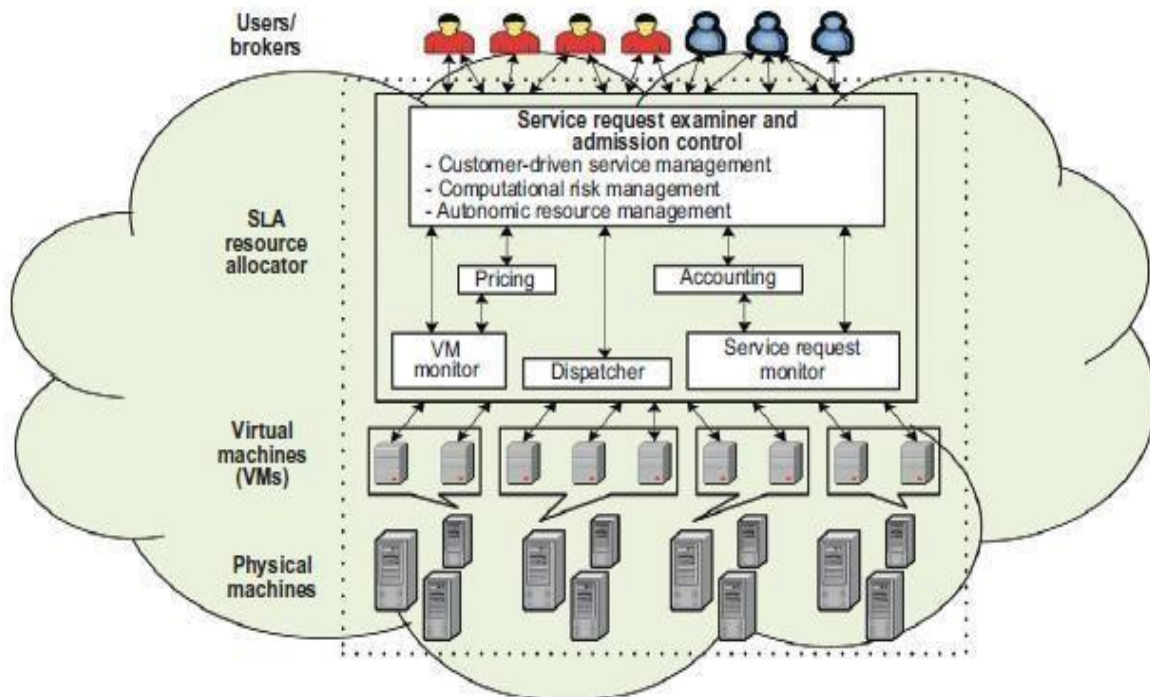 Users/
brokers
Service request examiner and
admission control
- Customer-driven service management
- Computational risk management
- Autonomic resource management
SLA
resource
allocator
Pricing
Accounting
VM
monitor
Dispatcher
Service request
monitor
Virtual
machines
(VMs)
Physical
machines